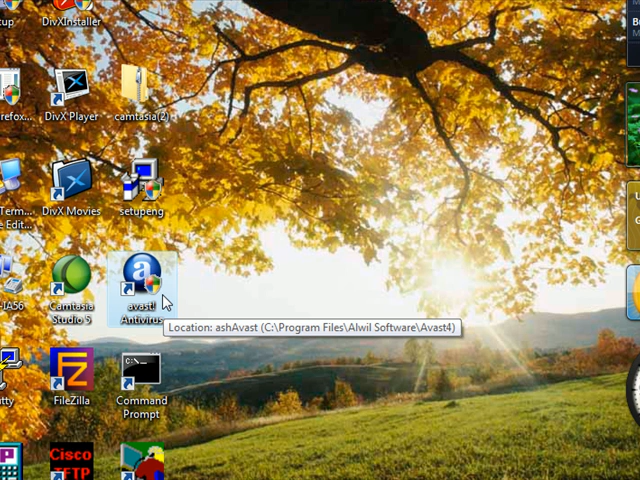 DivXInstaller
DivX Player
camtasia(2)
DivX Movies
setupeng
Camtasia
Studio 5
avast!
Antivirus
Location: ashAvast (C:\Program Files\Alwil Software\Avast4)
FileZilla
C:\_
Command
Prompt
Cisco
TFTP